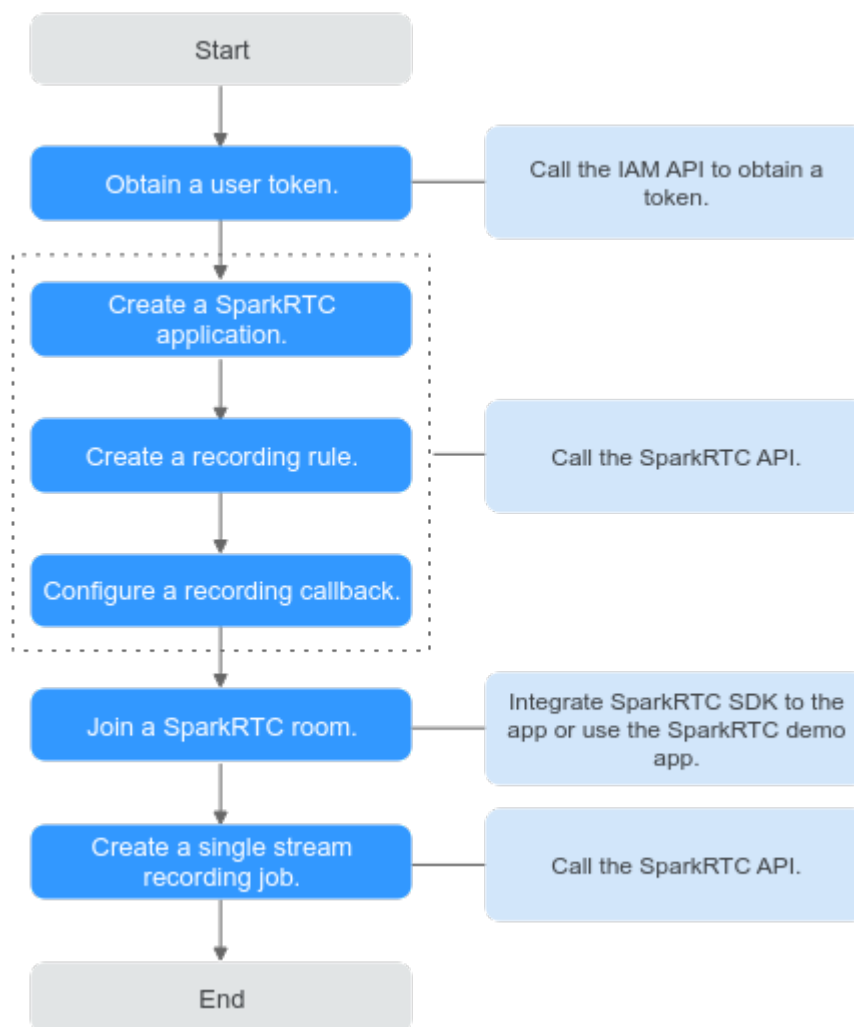 Start
Obtain a user token.
Call the IAM API to obtain a
token.
Create a SparkRTC
application.
Create a recording rule.
Call the SparkRTC API.
Configure a recording callback.
Join a SparkRTC room.
Integrate SparkRTC SDK to the
app or use the SparkRTC demo
app.
Create a single stream
recording job.
Call the SparkRTC API.
End